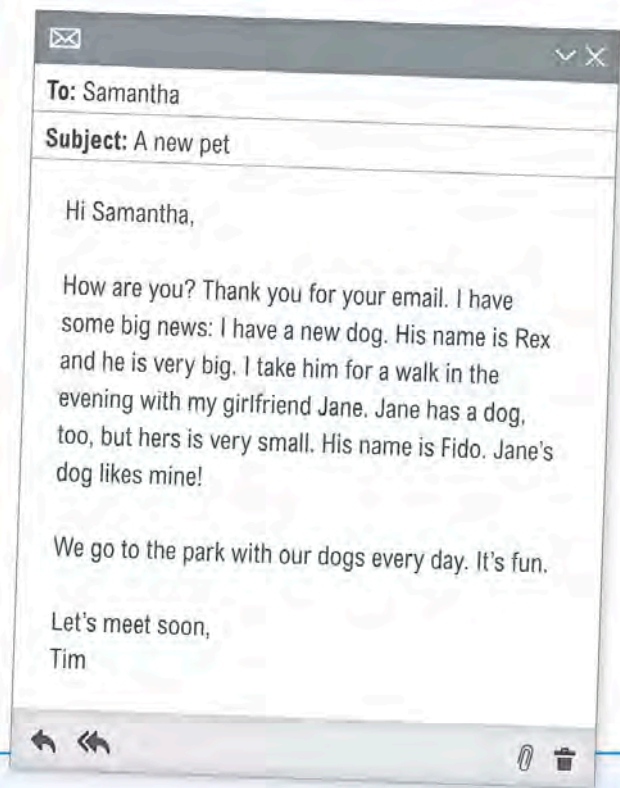 To: Samantha
Subject: A new pet
Hi Samantha,
How are you? Thank you for your email. I have
some big news: I have a new dog. His name is Rex
and he is very big. I take him for a walk in the
evening with my girlfriend Jane. Jane has a dog,
too, but hers is very small. His name is Fido. Jane's
dog likes mine!
We go to the park with our dogs every day. It's fun.
Let's meet soon,
Tim